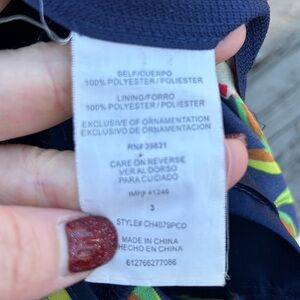 SELF/CUERPO
100% POLYESTER/POLIESTER
LINING/FORRO
100% POLYESTER/POLIESTER
EXCLUSIVE OF ORNAMENTATION
EXCLUSIVO DE ORNAMENTACION
RN# 39831
CARE ON REVERSE
VER AL DORSO
PARA CUIDADO
IMP# 41246
3
STYLE# CH4079PCO
MADE IN CHINA
HECHO EN CHINA
612766277086